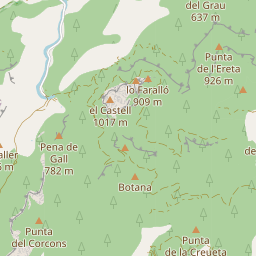 del Grau
637 m
Punta
de l'Ereta
926 m
lo Faralló
909 m
el Castell
1017 m
Pena de
Gall
782 m
Botana
Punta
del Corcons
Punta
de la Creueta